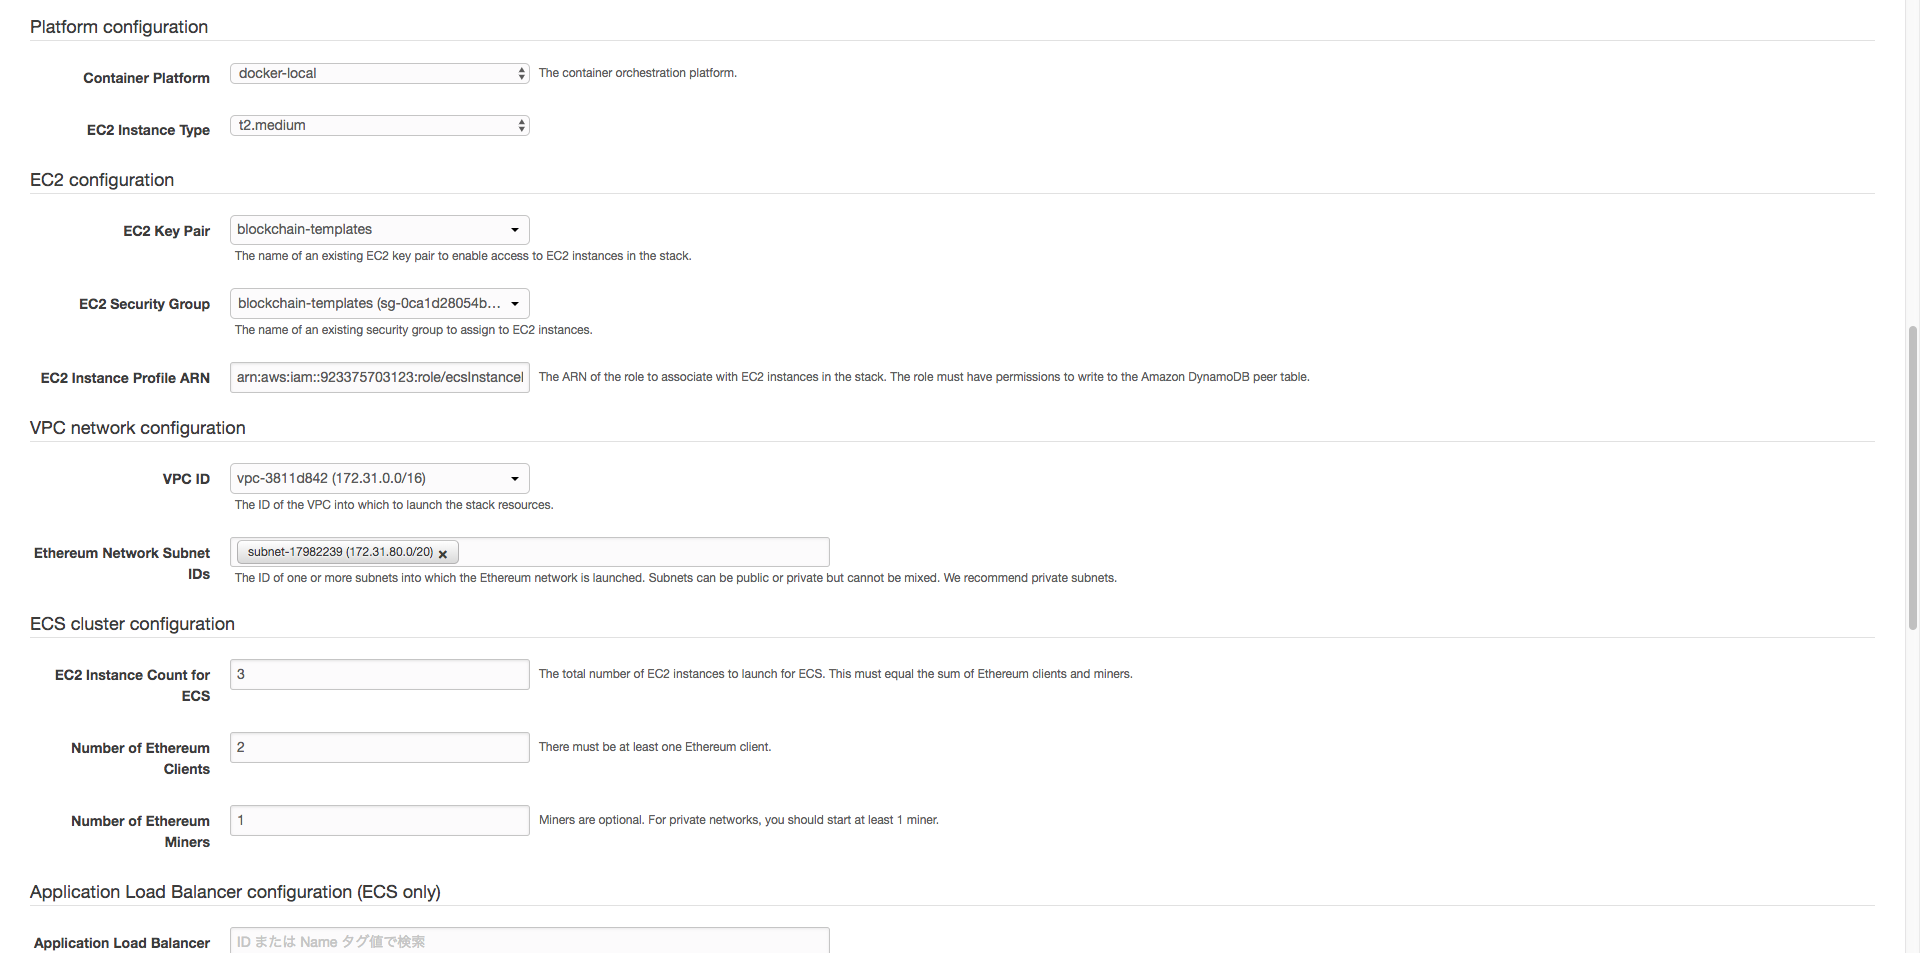 Platform configuration
Container Platform
docker-local
The container orchestration platform.
EC2 Instance Type
t2.medium
EC2 configuration
EC2 Key Pair
blockchain-templates
The name of an existing EC2 key pair to enable access to EC2 instances in the stack.
EC2 Security Group
blockchain-templates (sg-0ca1d28054b...
The name of an existing security group to assign to EC2 instances.
EC2 Instance Profile ARN
arn:aws:iam::923375703123:role/ecsInstance
The ARN of the role to associate with EC2 instances in the stack. The role must have permissions to write to the Amazon DynamoDB peer table.
VPC network configuration
VPC ID
vpc-3811d842 (172.31.0.0/16)
The ID of the VPC into which to launch the stack resources.
Ethereum Network Subnet
IDs
subnet-17982239 (172.31.80.0/20) ×
The ID of one or more subnets into which the Ethereum network is launched. Subnets can be public or private but cannot be mixed. We recommend private subnets.
ECS cluster configuration
EC2 Instance Count for
ECS
3
The total number of EC2 instances to launch for ECS. This must equal the sum of Ethereum clients and miners.
Number of Ethereum
Clients
2
There must be at least one Ethereum client.
Number of Ethereum
Miners
1
Miners are optional. For private networks, you should start at least 1 miner.
Application Load Balancer configuration (ECS only)
Application Load Balancer
ID または Name タグ値で検索